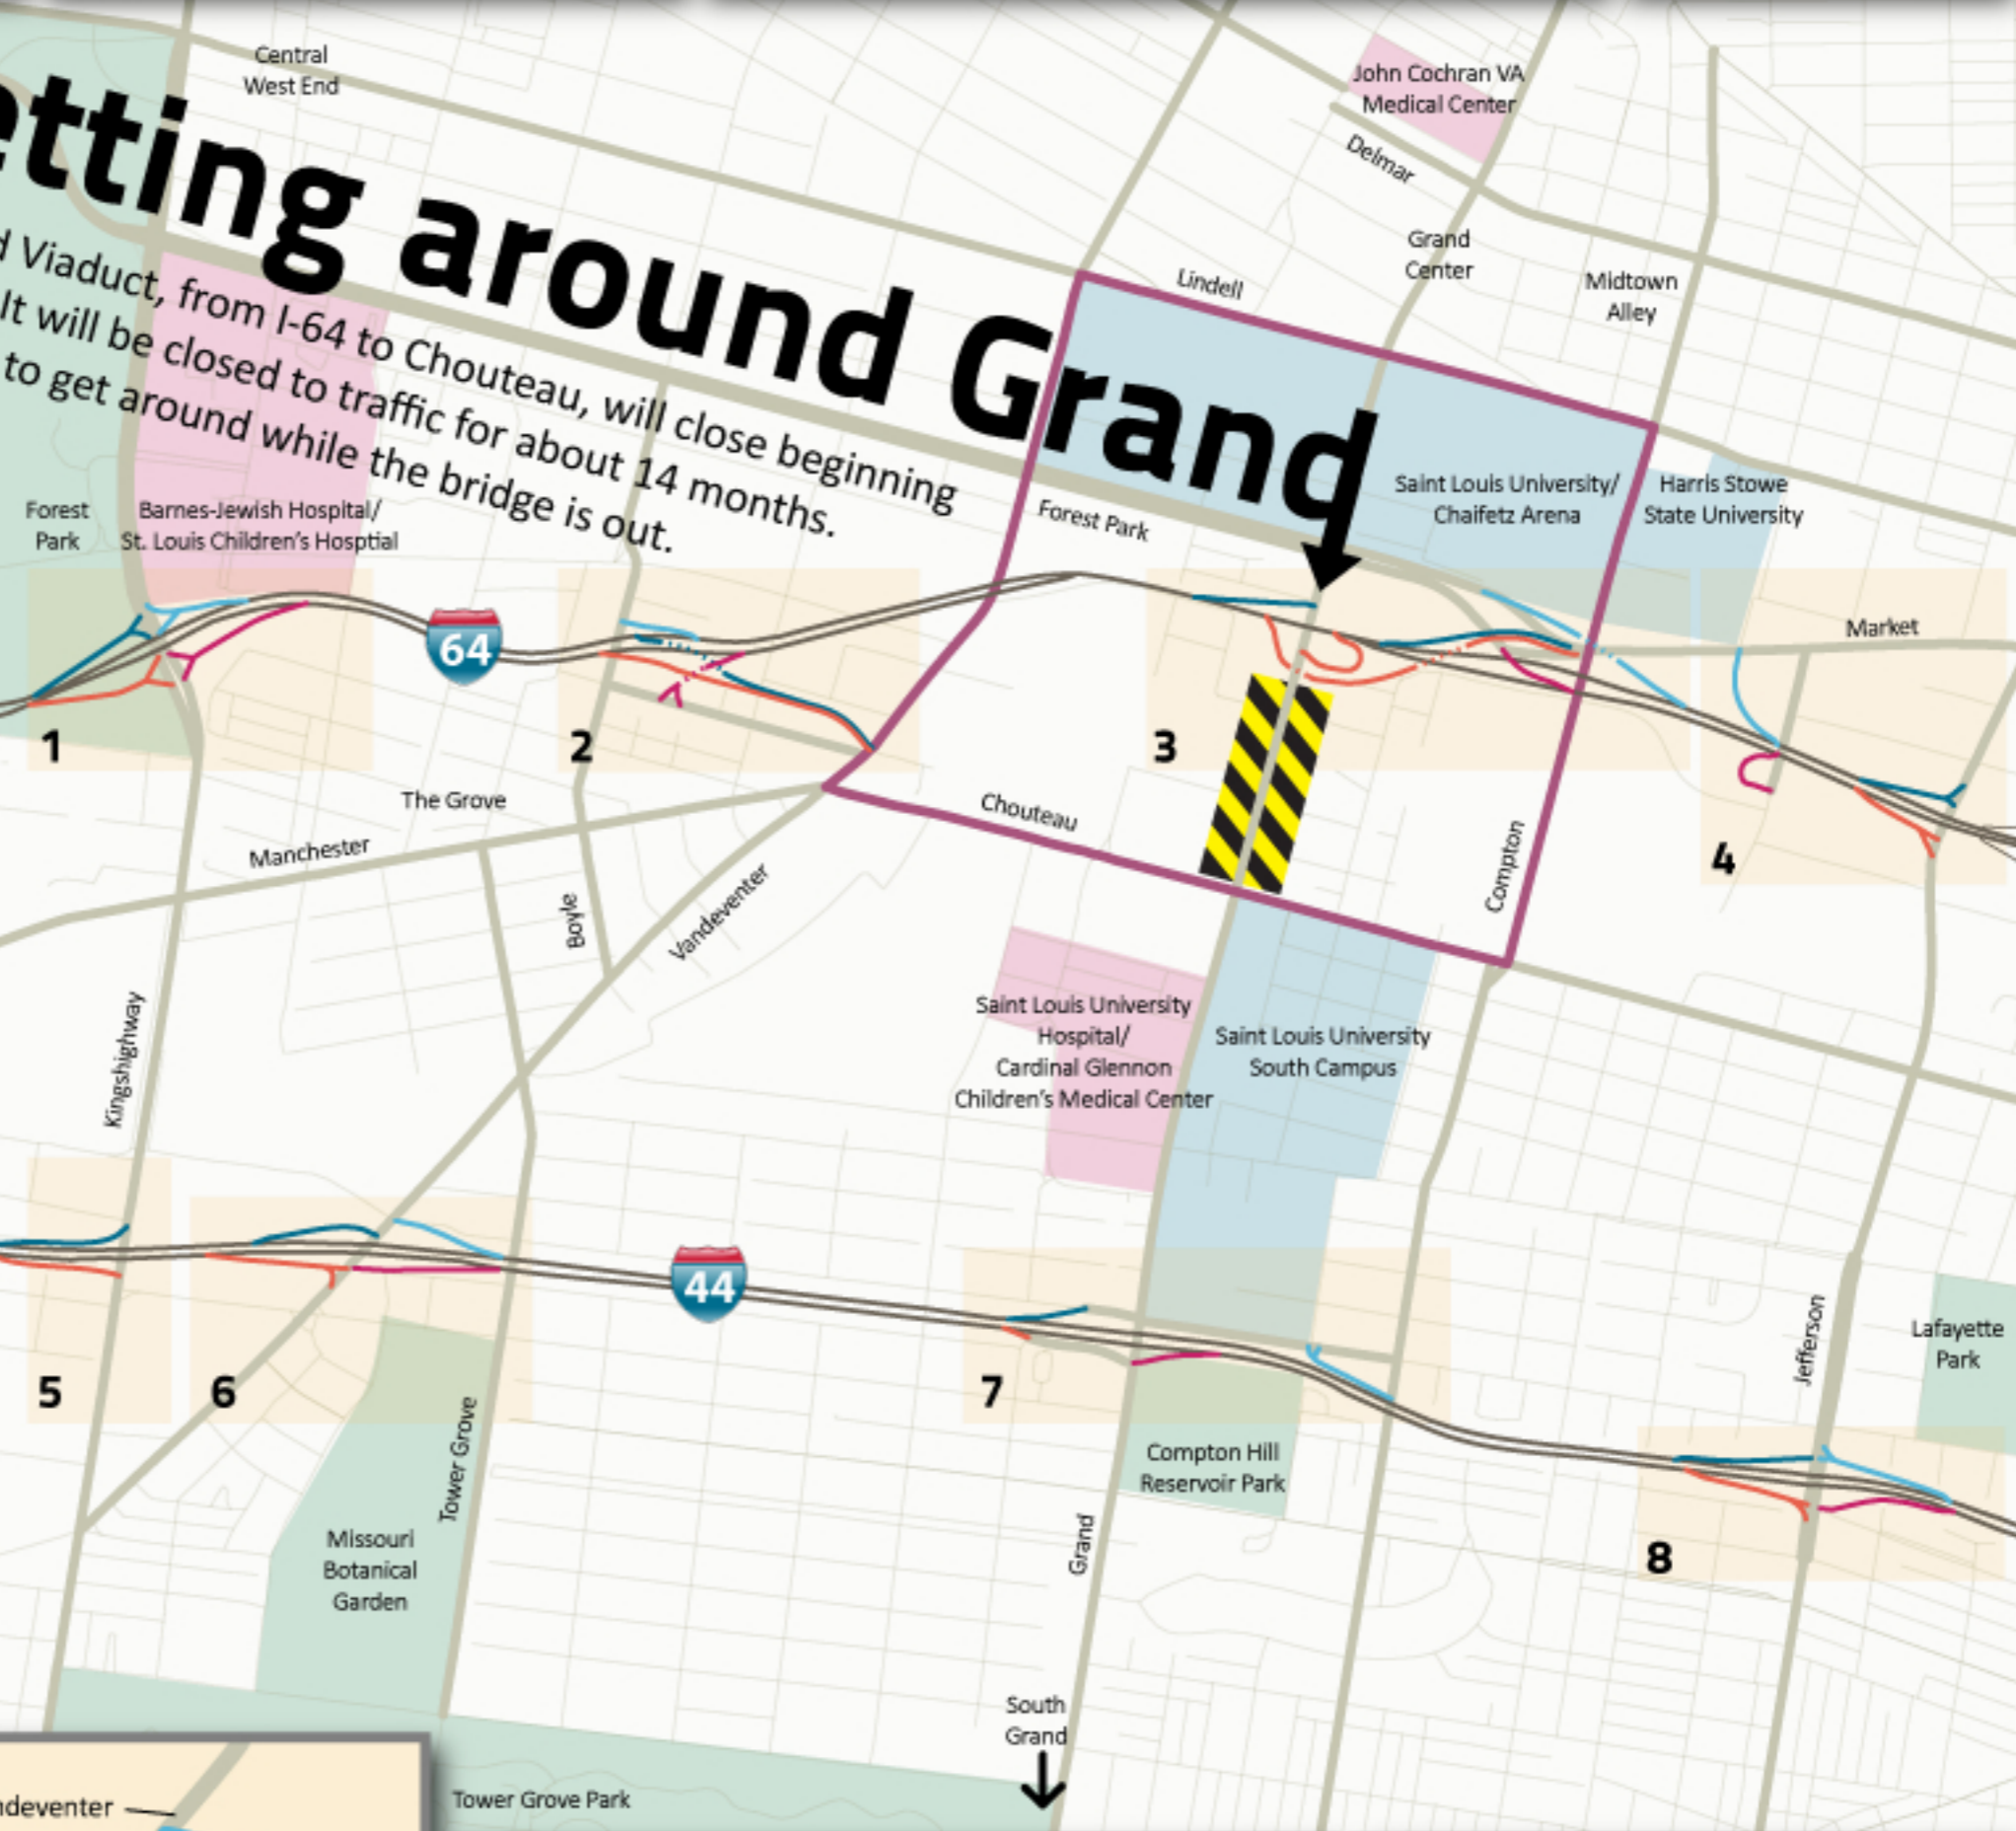 Central
West End
John Cochran VA
Medical Center
Delmar
etting around Grand
d Viaduct, from I-64 to Chouteau, will close beginning
It will be closed to traffic for about 14 months.
to get around while the bridge is out.
Lindell
Grand
Center
Midtown
Alley
Forest
Park
Barnes-Jewish Hospital/
St. Louis Children's Hosptial
Forest Park
Saint Louis University/
Chaifetz Arena
Harris Stowe
State University
64
Market
1
2
3
4
The Grove
Manchester
Chouteau
Compton
Boyle
Vandeventer
Kingshighway
Saint Louis University
Hospital/
Cardinal Glennon
Children's Medical Center
Saint Louis University
South Campus
44
5
6
7
8
Tower Grove
Compton Hill
Reservoir Park
Jefferson
Lafayette
Park
Missouri
Botanical
Garden
Grand
South
Grand
ndeventer
Tower Grove Park